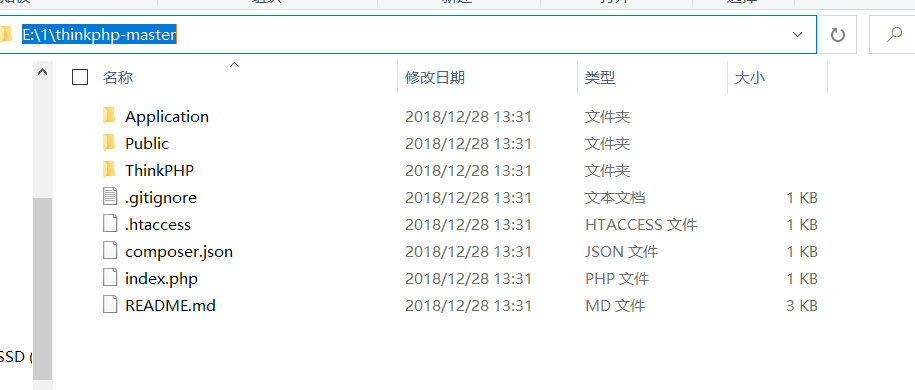 E:\1\thinkphp-master
名称 修改日期 类型 大小
Application 2018/12/28 13:31 文件夹
Public 2018/12/28 13:31 文件夹
ThinkPHP 2018/12/28 13:31 文件夹
.gitignore 2018/12/28 13:31 文本文档 1 KB
.htaccess 2018/12/28 13:31 HTACCESS 文件 1 KB
composer.json 2018/12/28 13:31 JSON 文件 1 KB
index.php 2018/12/28 13:31 PHP 文件 1 KB
README.md 2018/12/28 13:31 MD 文件 3 KB
SSD (